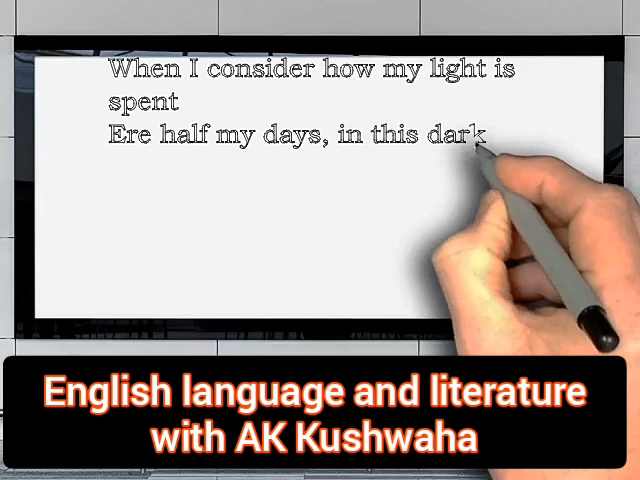 When I consider how my light is
spent
Ere half my days, in this dark
English language and literature
with AK Kushwaha